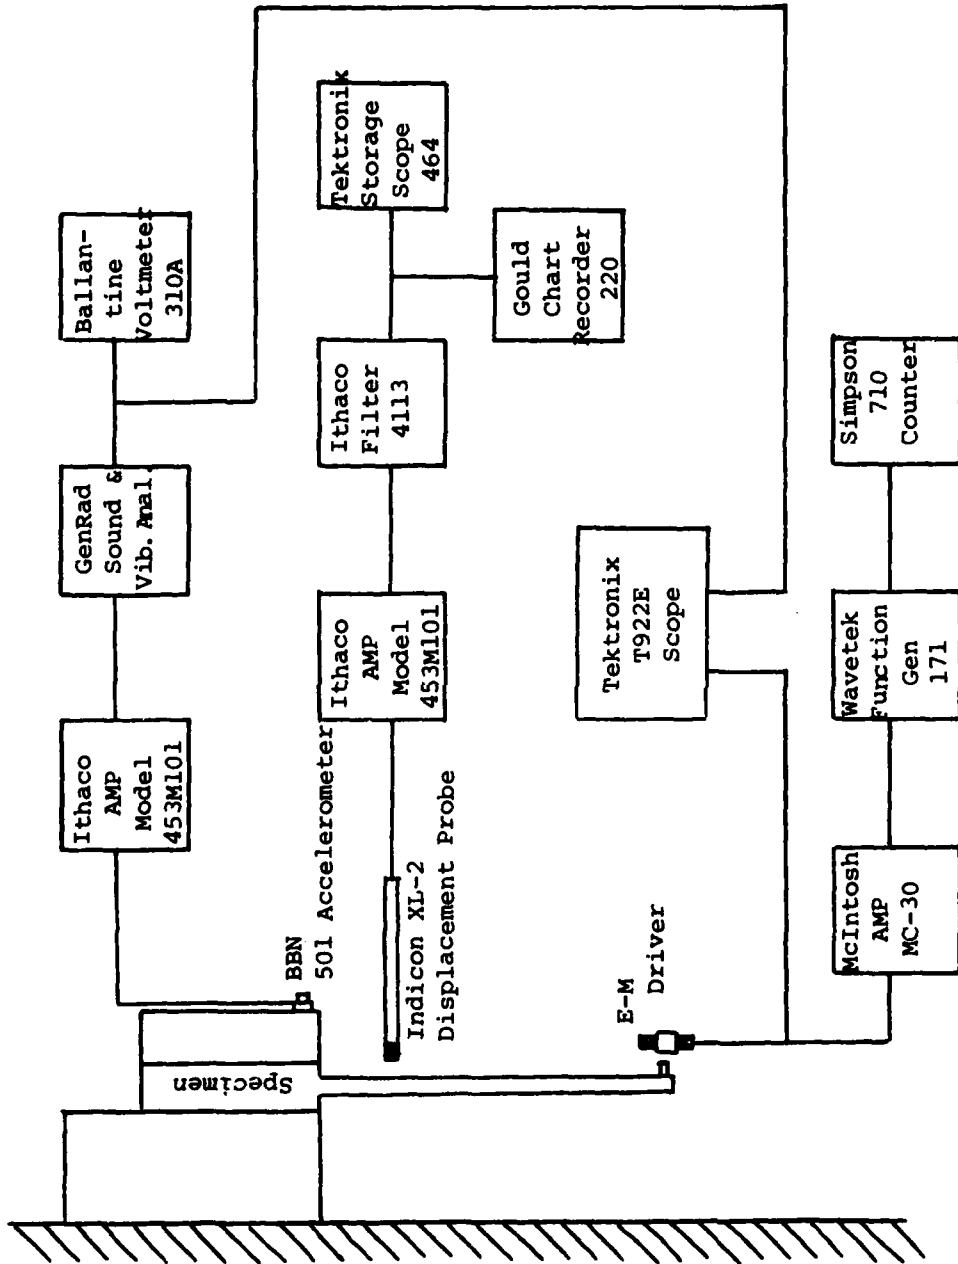 Ithaco
AMP
Model
453M101
GenRad
Sound &
Vib. Anal.
Ballan-
tine
Voltmeter
310A
BBN
501 Accelerometer
Specimen
Indicon XL-2
Displacement Probe
Ithaco
AMP
Model
453M101
Ithaco
Filter
4113
Tektronix
Storage
Scope
464
Gould
Chart
Recorder
220
E-M
Driver
Tektronix
T922E
Scope
McIntosh
AMP
MC-30
Wavetek
Function
Gen
171
Simpson
710
Counter